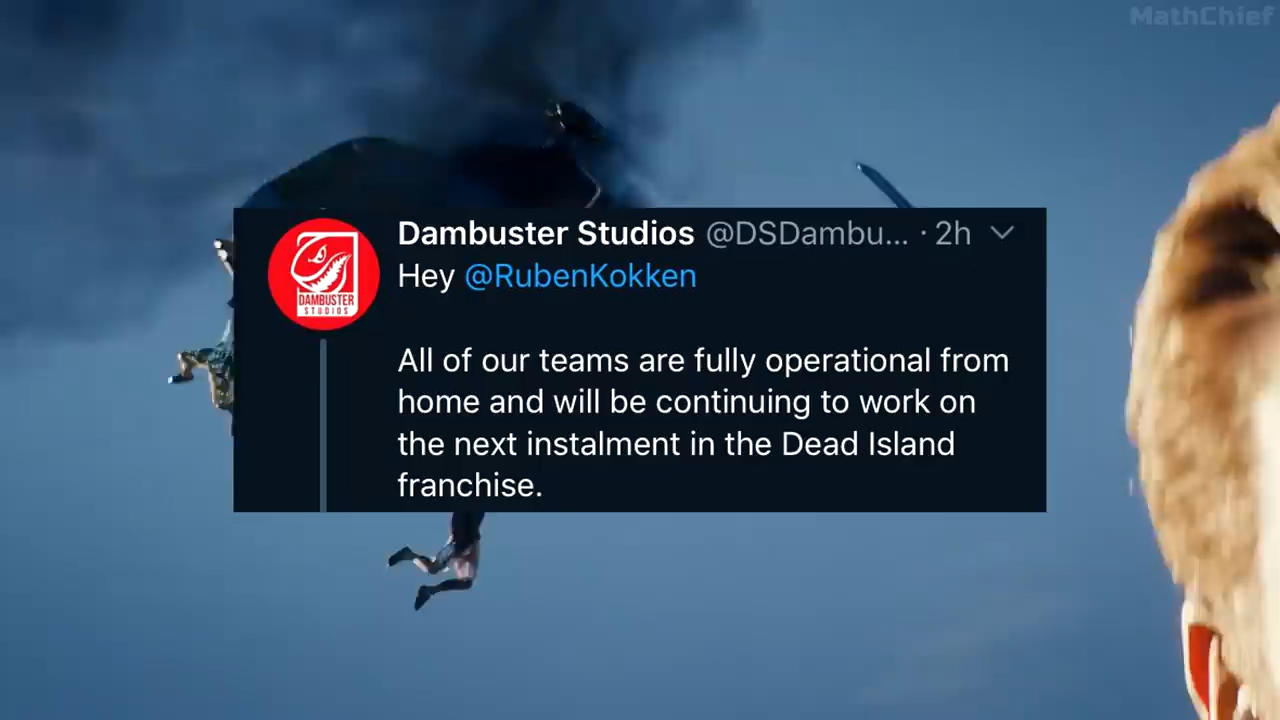 MathChief
Dambuster Studios @DSDambu... · 2h
Hey @RubenKokken
DAMBUSTER
STUDIOS
All of our teams are fully operational from
home and will be continuing to work on
the next instalment in the Dead Island
franchise.